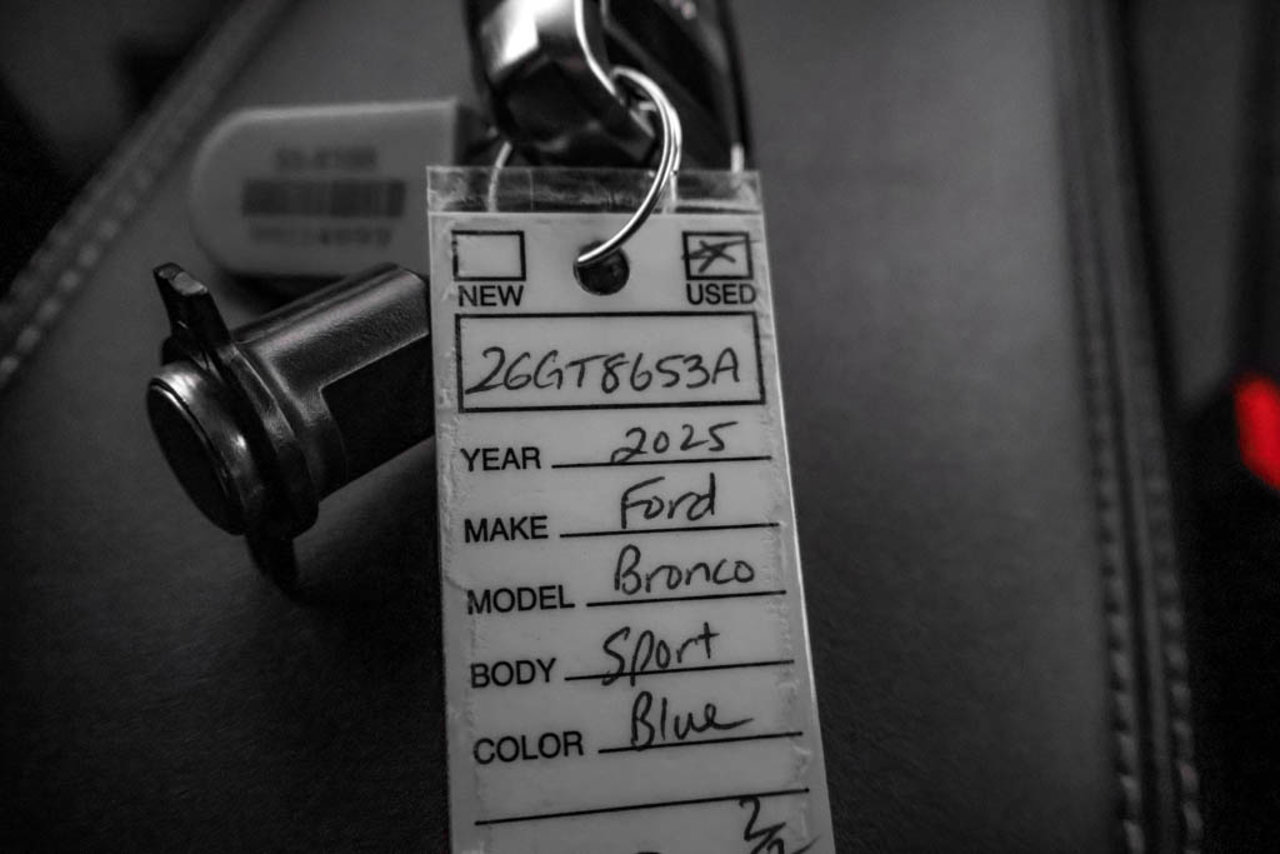 NEW USED
26GT8653A
YEAR 2025
MAKE Ford
MODEL Bronco
BODY Sport
COLOR Blue